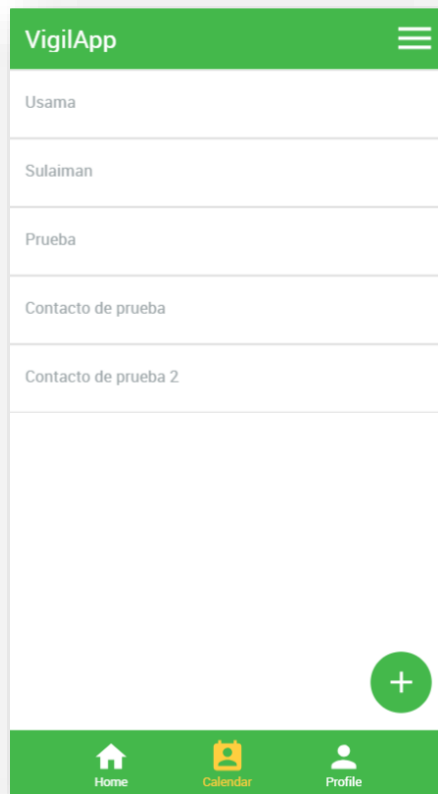 VigilApp
Usama
Sulaiman
Prueba
Contacto de prueba
Contacto de prueba 2
+
Home Calendar Profile